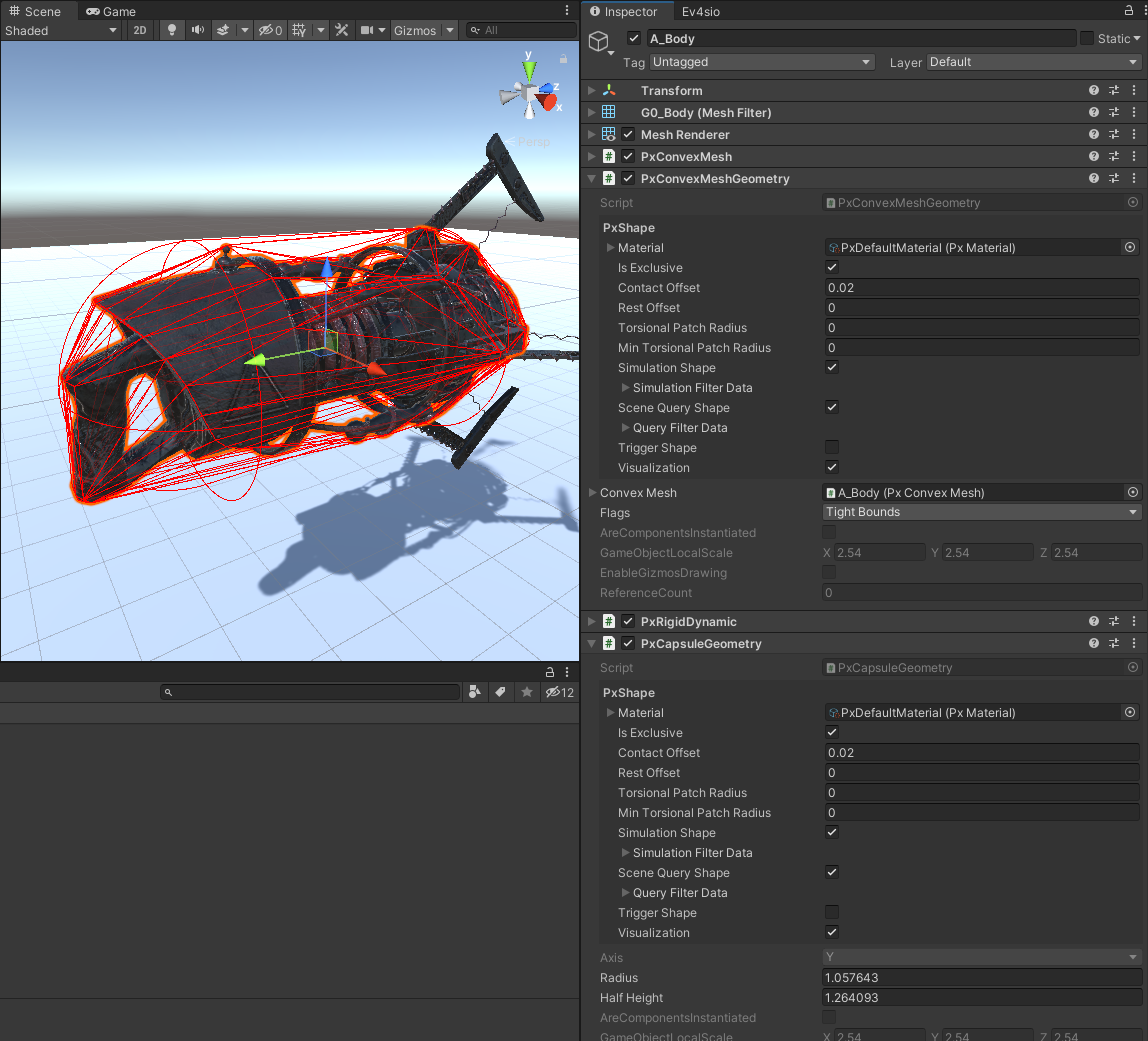 Scene
Game
Shaded
2D
0
Gizmos
All
y
z
x
Persp
12
Inspector
Ev4sio
A_Body
Static
Tag
Untagged
Layer
Default
Transform
G0_Body (Mesh Filter)
Mesh Renderer
PxConvexMesh
PxConvexMeshGeometry
Script
PxConvexMeshGeometry
PxShape
Material
PxDefaultMaterial (Px Material)
Is Exclusive
Contact Offset
0.02
Rest Offset
0
Torsional Patch Radius
0
Min Torsional Patch Radius
0
Simulation Shape
Simulation Filter Data
Scene Query Shape
Query Filter Data
Trigger Shape
Visualization
Convex Mesh
A_Body (Px Convex Mesh)
Flags
Tight Bounds
AreComponentsInstantiated
GameObjectLocalScale
X 2.54 Y 2.54 Z 2.54
EnableGizmosDrawing
ReferenceCount
0
PxRigidDynamic
PxCapsuleGeometry
Script
PxCapsuleGeometry
PxShape
Material
PxDefaultMaterial (Px Material)
Is Exclusive
Contact Offset
0.02
Rest Offset
0
Torsional Patch Radius
0
Min Torsional Patch Radius
0
Simulation Shape
Simulation Filter Data
Scene Query Shape
Query Filter Data
Trigger Shape
Visualization
Axis
Y
Radius
1.057643
Half Height
1.264093
AreComponentsInstantiated
GameObjectLocalScale
X 2.54 Y 2.54 Z 2.54